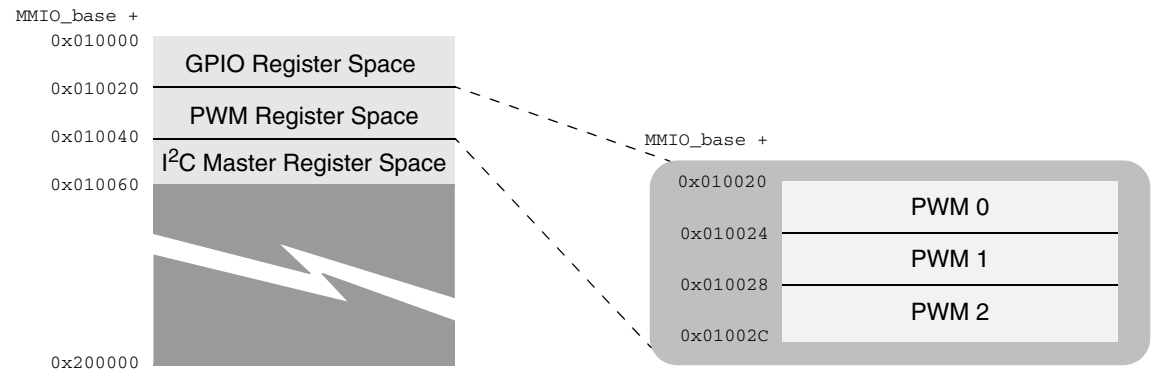 MMIO_base +
0x010000
GPIO Register Space
0x010020
PWM Register Space
0x010040
I²C Master Register Space
0x010060
0x200000
MMIO_base +
0x010020
PWM 0
0x010024
PWM 1
0x010028
PWM 2
0x01002C